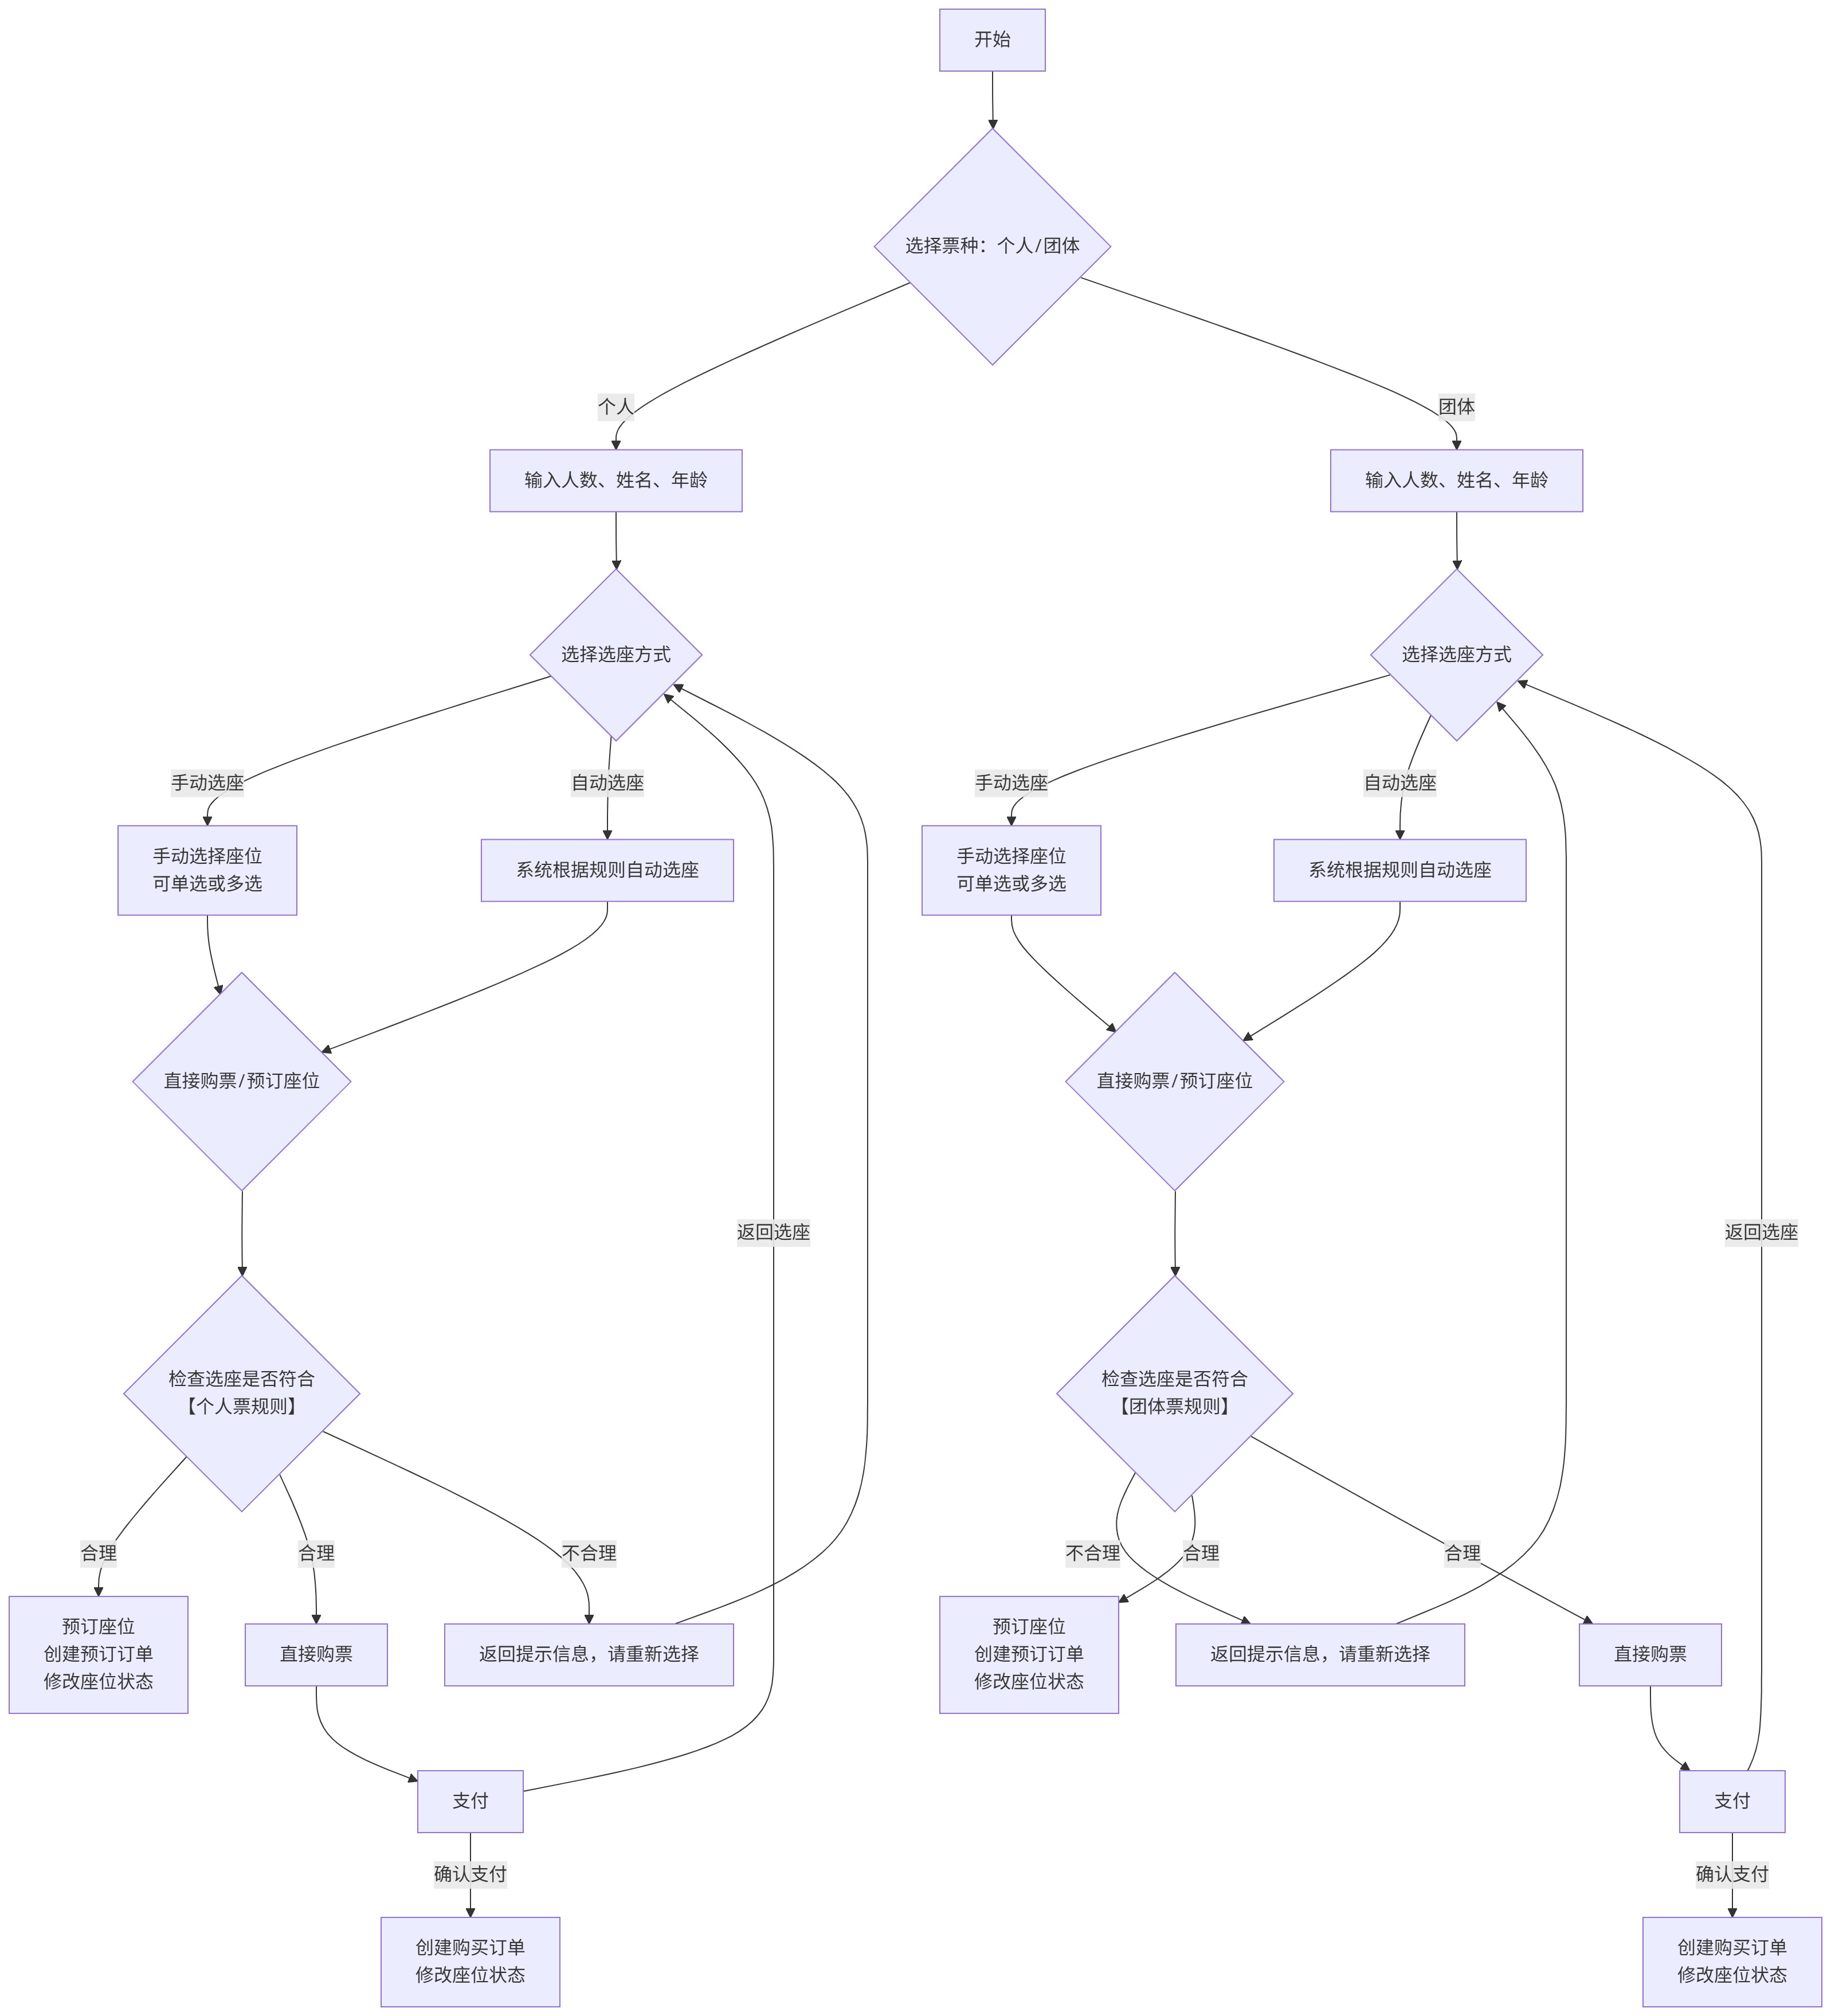 开始
选择票种：个人/团体
个人
团体
输入人数、姓名、年龄
输入人数、姓名、年龄
选择选座方式
选择选座方式
手动选座
自动选座
手动选座
自动选座
手动选择座位
可单选或多选
系统根据规则自动选座
手动选择座位
可单选或多选
系统根据规则自动选座
直接购票/预订座位
直接购票/预订座位
返回选座
返回选座
检查选座是否符合
【个人票规则】
检查选座是否符合
【团体票规则】
合理
合理
不合理
不合理
合理
合理
预订座位
创建预订订单
修改座位状态
直接购票
返回提示信息，请重新选择
预订座位
创建预订订单
修改座位状态
返回提示信息，请重新选择
直接购票
支付
支付
确认支付
确认支付
创建购买订单
修改座位状态
创建购买订单
修改座位状态